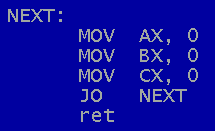 NEXT:
MOV AX, 0
MOV BX, 0
MOV CX, 0
JO NEXT
ret